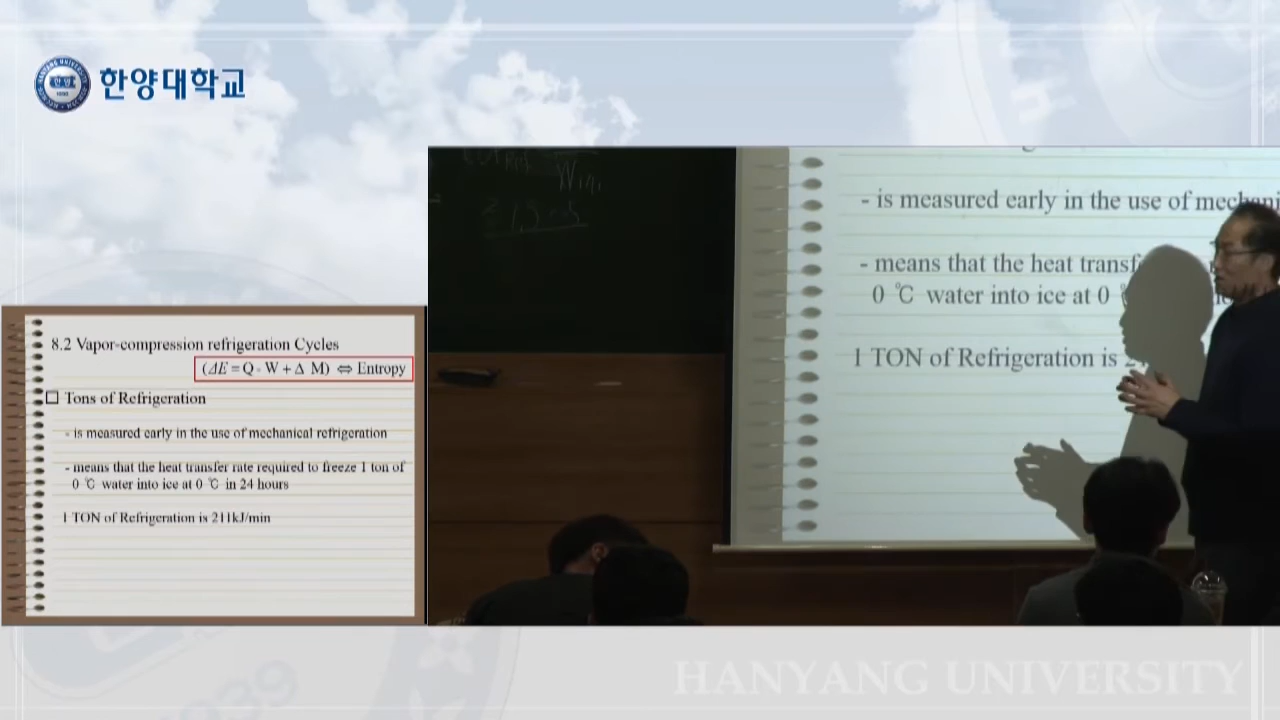 한양대학교
8.2 Vapor-compression refrigeration Cycles
(ΔE = Q - W + Δ M) ⇔ Entropy
□ Tons of Refrigeration
- is measured early in the use of mechanical refrigeration
- means that the heat transfer rate required to freeze 1 ton of
0 ℃ water into ice at 0 ℃ in 24 hours
1 TON of Refrigeration is 211kJ/min
- is measured early in the use of mechani
- means that the heat transf
0 ℃ water into ice at 0
1 TON of Refrigeration is 2
HANYANG UNIVERSITY